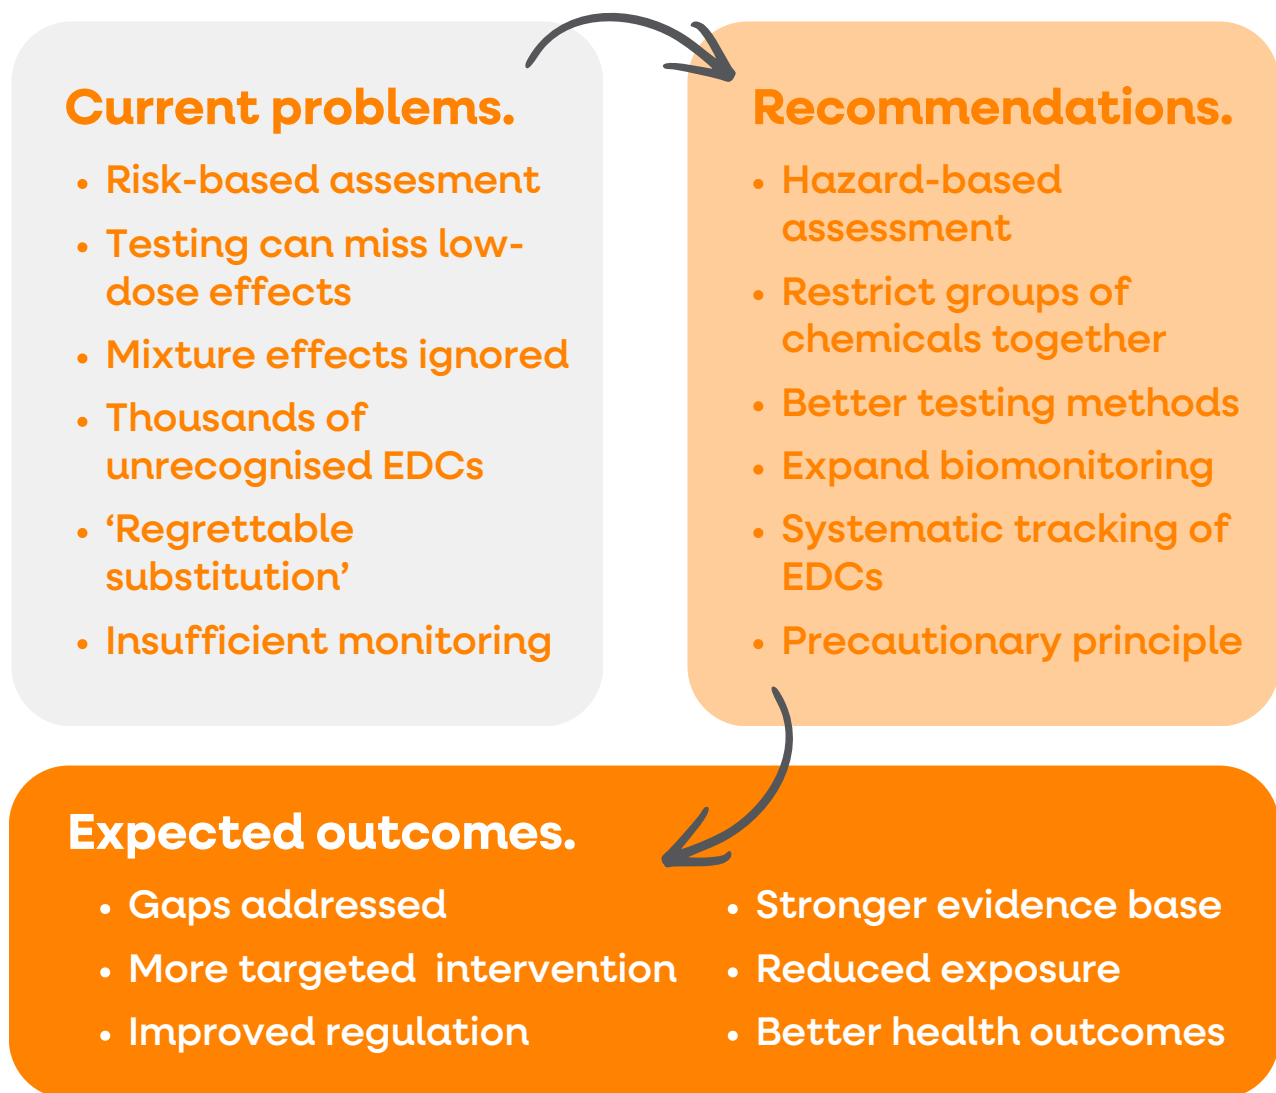 Current problems.
• Risk-based assesment
• Testing can miss low-
dose effects
• Mixture effects ignored
• Thousands of
unrecognised EDCs
• ‘Regrettable
substitution’
• Insufficient monitoring
Recommendations.
• Hazard-based
assessment
• Restrict groups of
chemicals together
• Better testing methods
• Expand biomonitoring
• Systematic tracking of
EDCs
• Precautionary principle
Expected outcomes.
• Gaps addressed
• More targeted  intervention
• Improved regulation
• Stronger evidence base
• Reduced exposure
• Better health outcomes